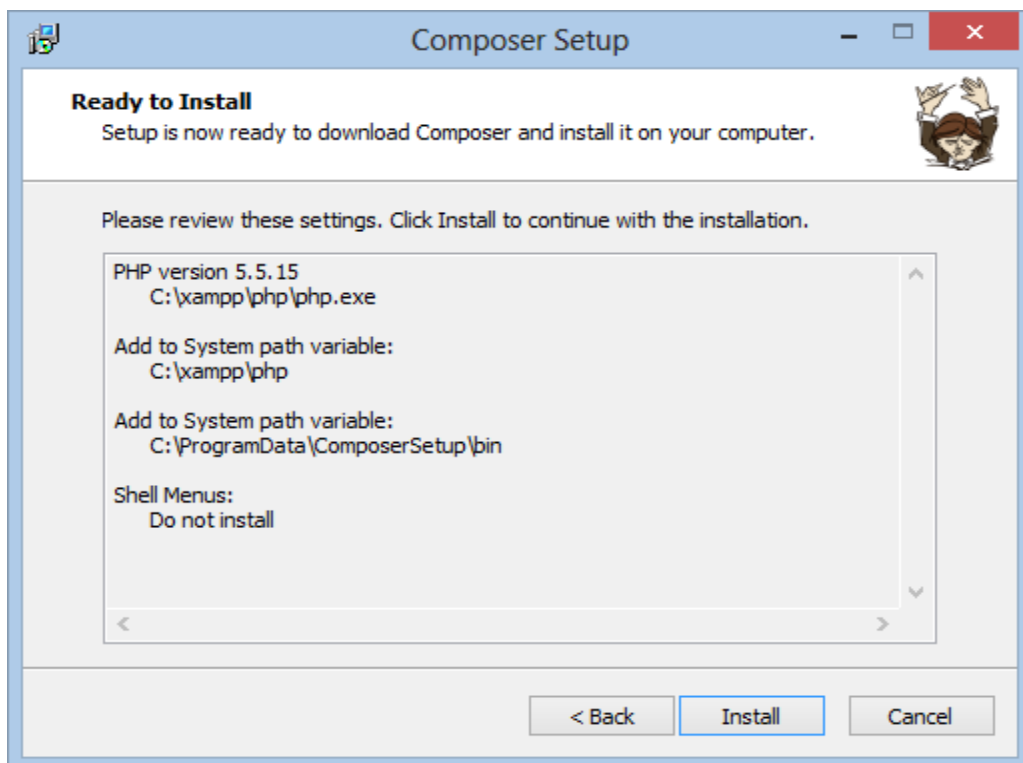 Composer Setup
Ready to Install
Setup is now ready to download Composer and install it on your computer.
Please review these settings. Click Install to continue with the installation.
PHP version 5.5.15
C:\xampp\php\php.exe
Add to System path variable:
C:\xampp\php
Add to System path variable:
C:\ProgramData\ComposerSetup\bin
Shell Menus:
Do not install
< Back
Install
Cancel